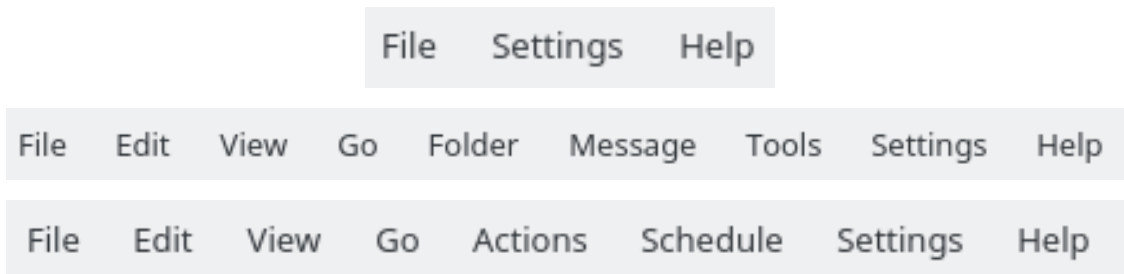 File Settings Help
File Edit View Go Folder Message Tools Settings Help
File Edit View Go Actions Schedule Settings Help